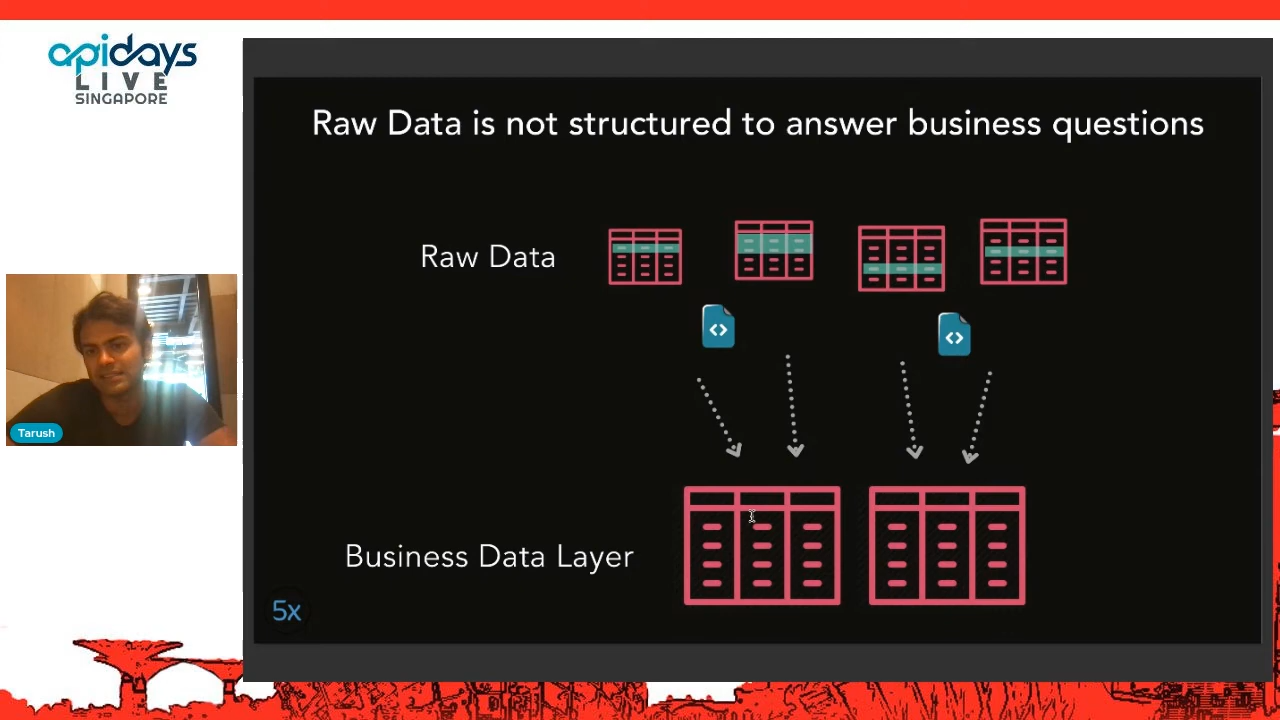 apidays
LIVE
SINGAPORE
Raw Data is not structured to answer business questions
Raw Data
<>
<>
Tarush
Business Data Layer
5x